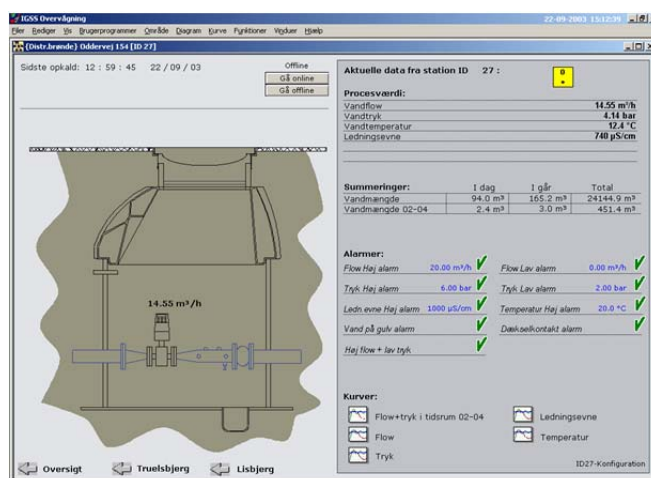 IGSS Overvågning 22-09-2003 15:12:39
Filer Rediger Vis Brugerprogrammer Område Diagram Kurve Funktioner Vinduer Hjælp
{Distr.brønde} Oddervej 154 [ID 27]
Sidste opkald: 12 : 59 : 45 22 / 09 / 03
Offline
Gå online
Gå offline
14.55 m³/h
Oversigt Truelsbjerg Lisbjerg
Aktuelle data fra station ID 27 :
0
Procesværdi:
Vandflow 14.55 m³/h
Vandtryk 4.14 bar
Vandtemperatur 12.4 °C
Ledningsevne 740 µS/cm
Summeringer: I dag I går Total
Vandmængde 94.0 m³ 165.2 m³ 24144.9 m³
Vandmængde 02-04 2.4 m³ 3.0 m³ 451.4 m³
Alarmer:
Flow Høj alarm 20.00 m³/h Flow Lav alarm 0.00 m³/h
Tryk Høj alarm 6.00 bar Tryk Lav alarm 2.00 bar
Ledn evne Høj alarm 1000 µS/cm Temperatur Høj alarm 20.0 °C
Vand på gulv alarm Dækselkontakt alarm
Høj flow + lav tryk
Kurver:
Flow+tryk i tidsrum 02-04 Ledningsevne
Flow Temperatur
Tryk
ID27-Konfiguration